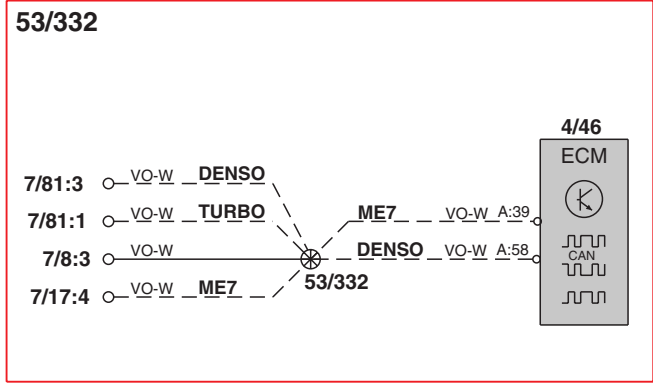 53/332
4/46
ECM
7/81:3 VO-W DENSO
7/81:1 VO-W TURBO ME7 VO-W A:39
7/8:3 VO-W DENSO VO-W A:58 CAN
53/332
7/17:4 VO-W ME7